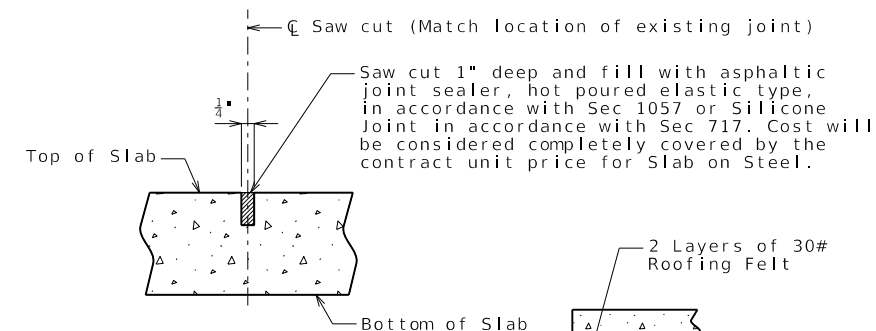 ℄ Saw cut (Match location of existing joint)
Saw cut 1" deep and fill with asphaltic
joint sealer, hot poured elastic type,
in accordance with Sec 1057 or Silicone
Joint in accordance with Sec 717. Cost will
be considered completely covered by the
contract unit price for Slab on Steel.
1/4"
Top of Slab
2 Layers of 30#
Roofing Felt
Bottom of Slab